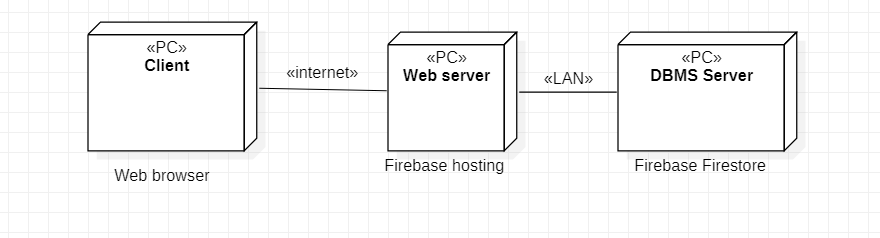 «PC»
Client
«internet»
«PC»
Web server
«LAN»
«PC»
DBMS Server
Web browser
Firebase hosting
Firebase Firestore